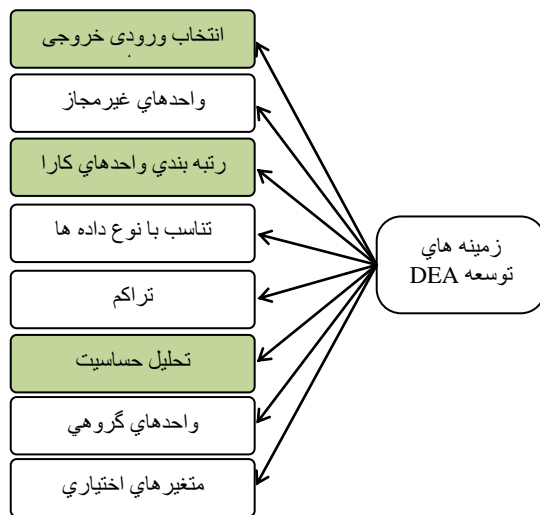 انتخاب ورودی خروجی
واحدهاي غيرمجاز
رتبه بندي واحدهاي كارا
تناسب با نوع داده ها
تراكم
تحليل حساسيت
واحدهاي گروهي
متغيرهاي اختياري
زمينه هاي
توسعه DEA